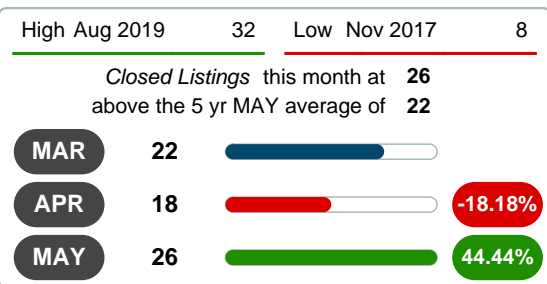 High Aug 2019 32 Low Nov 2017 8
Closed Listings this month at 26
above the 5 yr MAY average of 22
MAR 22
APR 18 -18.18%
MAY 26 44.44%